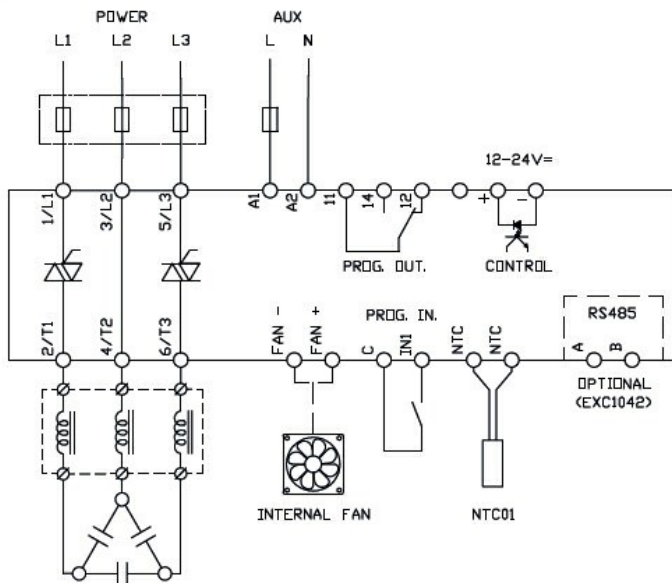 POWER AUX
L1 L2 L3 L N
12-24V=
1/L1 3/L2 5/L3 A1 A2 11 14 12 + -
PROG. OUT. CONTROL
2/T1 4/T2 6/T3 FAN - FAN + C IN1 NTC NTC A B
PROG. IN. RS485
OPTIONAL
(EXC1042)
INTERNAL FAN NTC01